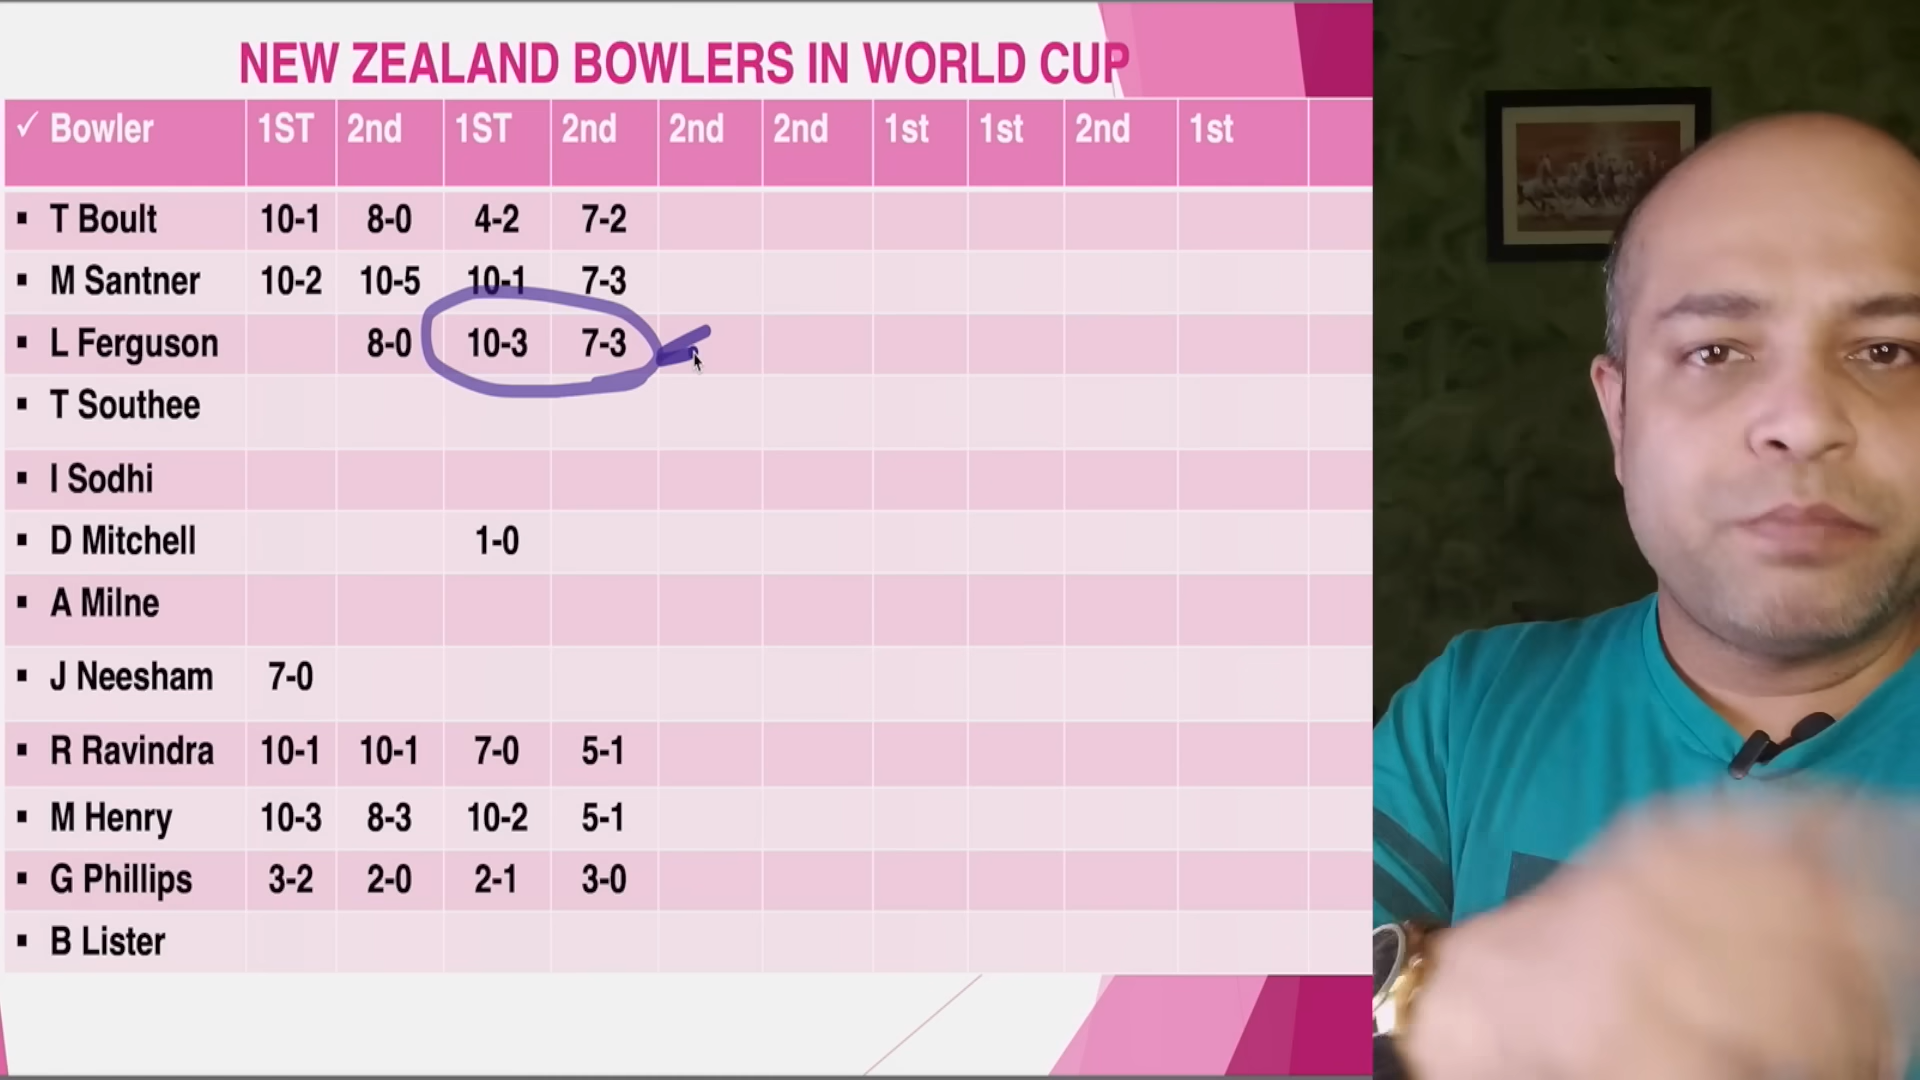 NEW ZEALAND BOWLERS IN WORLD CUP
✓ Bowler 1ST 2nd 1ST 2nd 2nd 2nd 1st 1st 2nd 1st
▪ T Boult 10-1 8-0 4-2 7-2
▪ M Santner 10-2 10-5 10-1 7-3
▪ L Ferguson 8-0 10-3 7-3
▪ T Southee
▪ I Sodhi
▪ D Mitchell 1-0
▪ A Milne
▪ J Neesham 7-0
▪ R Ravindra 10-1 10-1 7-0 5-1
▪ M Henry 10-3 8-3 10-2 5-1
▪ G Phillips 3-2 2-0 2-1 3-0
▪ B Lister